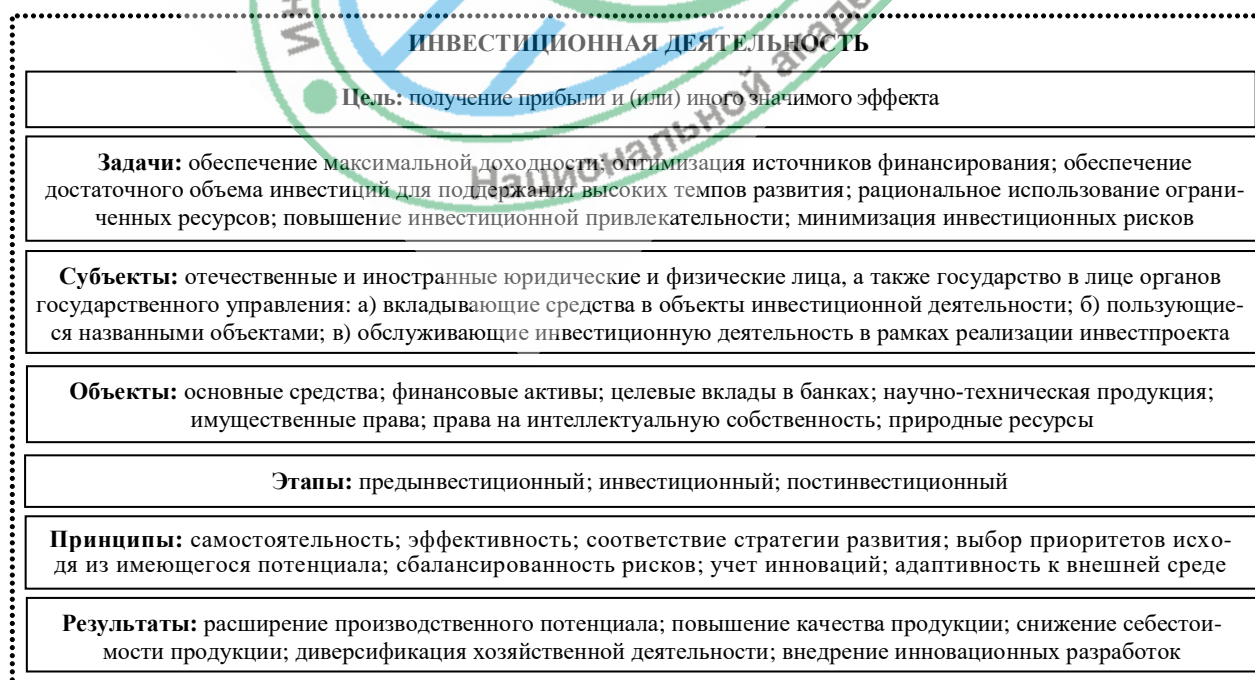 ИНВЕСТИЦИОННАЯ ДЕЯТЕЛЬНОСТЬ
Цель: получение прибыли и (или) иного значимого эффекта
Задачи: обеспечение максимальной доходности; оптимизация источников финансирования; обеспечение
достаточного объема инвестиций для поддержания высоких темпов развития; рациональное использование ограни-
ченных ресурсов; повышение инвестиционной привлекательности; минимизация инвестиционных рисков
Субъекты: отечественные и иностранные юридические и физические лица, а также государство в лице органов
государственного управления: а) вкладывающие средства в объекты инвестиционной деятельности; б) пользующие-
ся названными объектами; в) обслуживающие инвестиционную деятельность в рамках реализации инвестпроекта
Объекты: основные средства; финансовые активы; целевые вклады в банках; научно-техническая продукция;
имущественные права; права на интеллектуальную собственность; природные ресурсы
Этапы: предынвестиционный; инвестиционный; постинвестиционный
Принципы: самостоятельность; эффективность; соответствие стратегии развития; выбор приоритетов исхо-
дя из имеющегося потенциала; сбалансированность рисков; учет инноваций; адаптивность к внешней среде
Результаты: расширение производственного потенциала; повышение качества продукции; снижение себестои-
мости продукции; диверсификация хозяйственной деятельности; внедрение инновационных разработок
Национальной